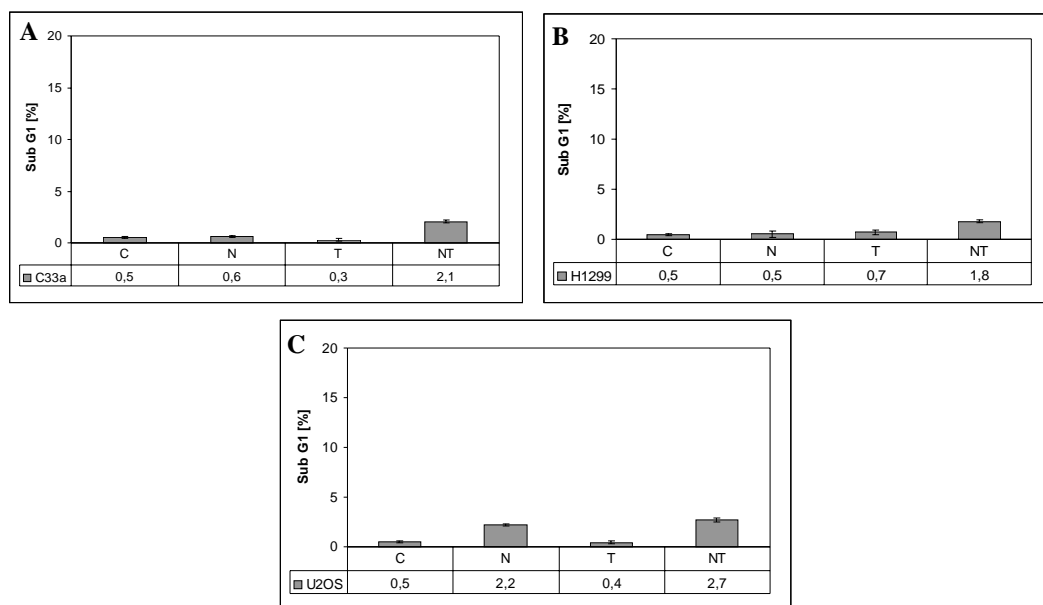 A
Sub G1 [%]
20
15
10
5
0
C N T NT
C33a 0,5 0,6 0,3 2,1
B
Sub G1 [%]
20
15
10
5
0
C N T NT
H1299 0,5 0,5 0,7 1,8
C
Sub G1 [%]
20
15
10
5
0
C N T NT
U2OS 0,5 2,2 0,4 2,7